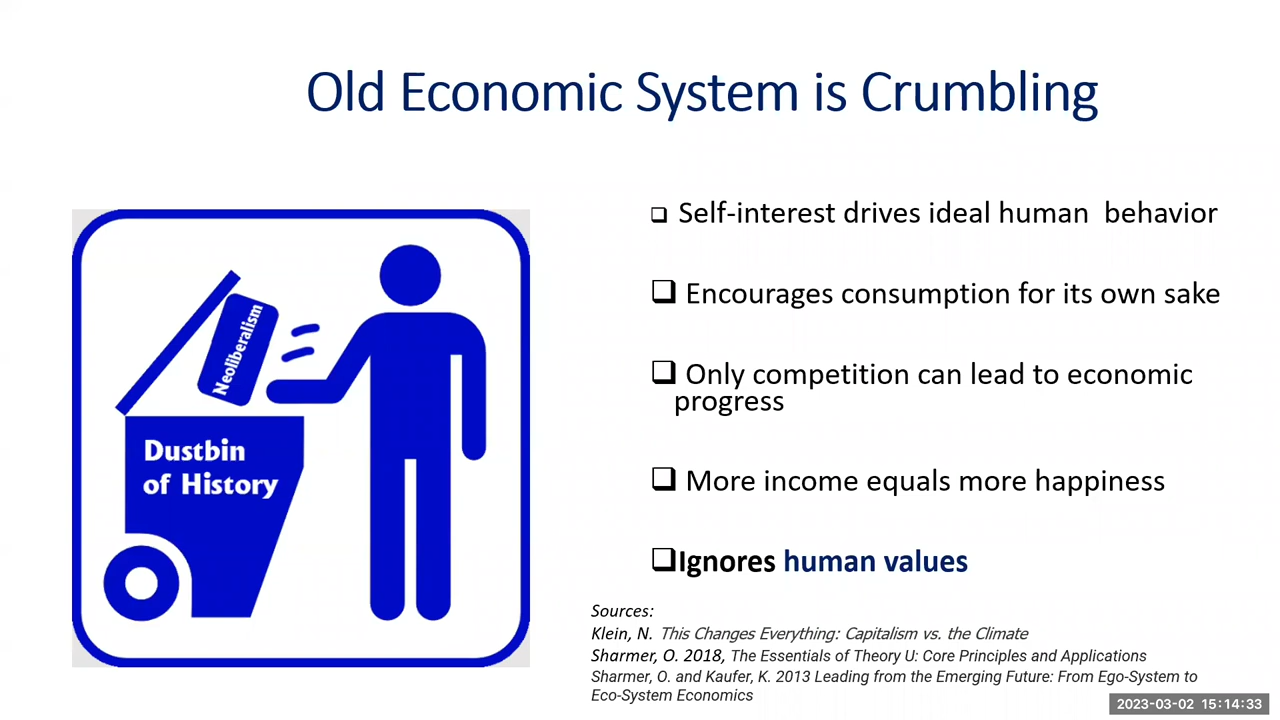 Old Economic System is Crumbling
Neoliberalism
Dustbin
of History
Self-interest drives ideal human behavior
Encourages consumption for its own sake
Only competition can lead to economic
progress
More income equals more happiness
Ignores human values
Sources:
Klein, N. This Changes Everything: Capitalism vs. the Climate
Sharmer, O. 2018, The Essentials of Theory U: Core Principles and Applications
Sharmer, O. and Kaufer, K. 2013 Leading from the Emerging Future: From Ego-System to
Eco-System Economics
2023-03-02 15:14:33